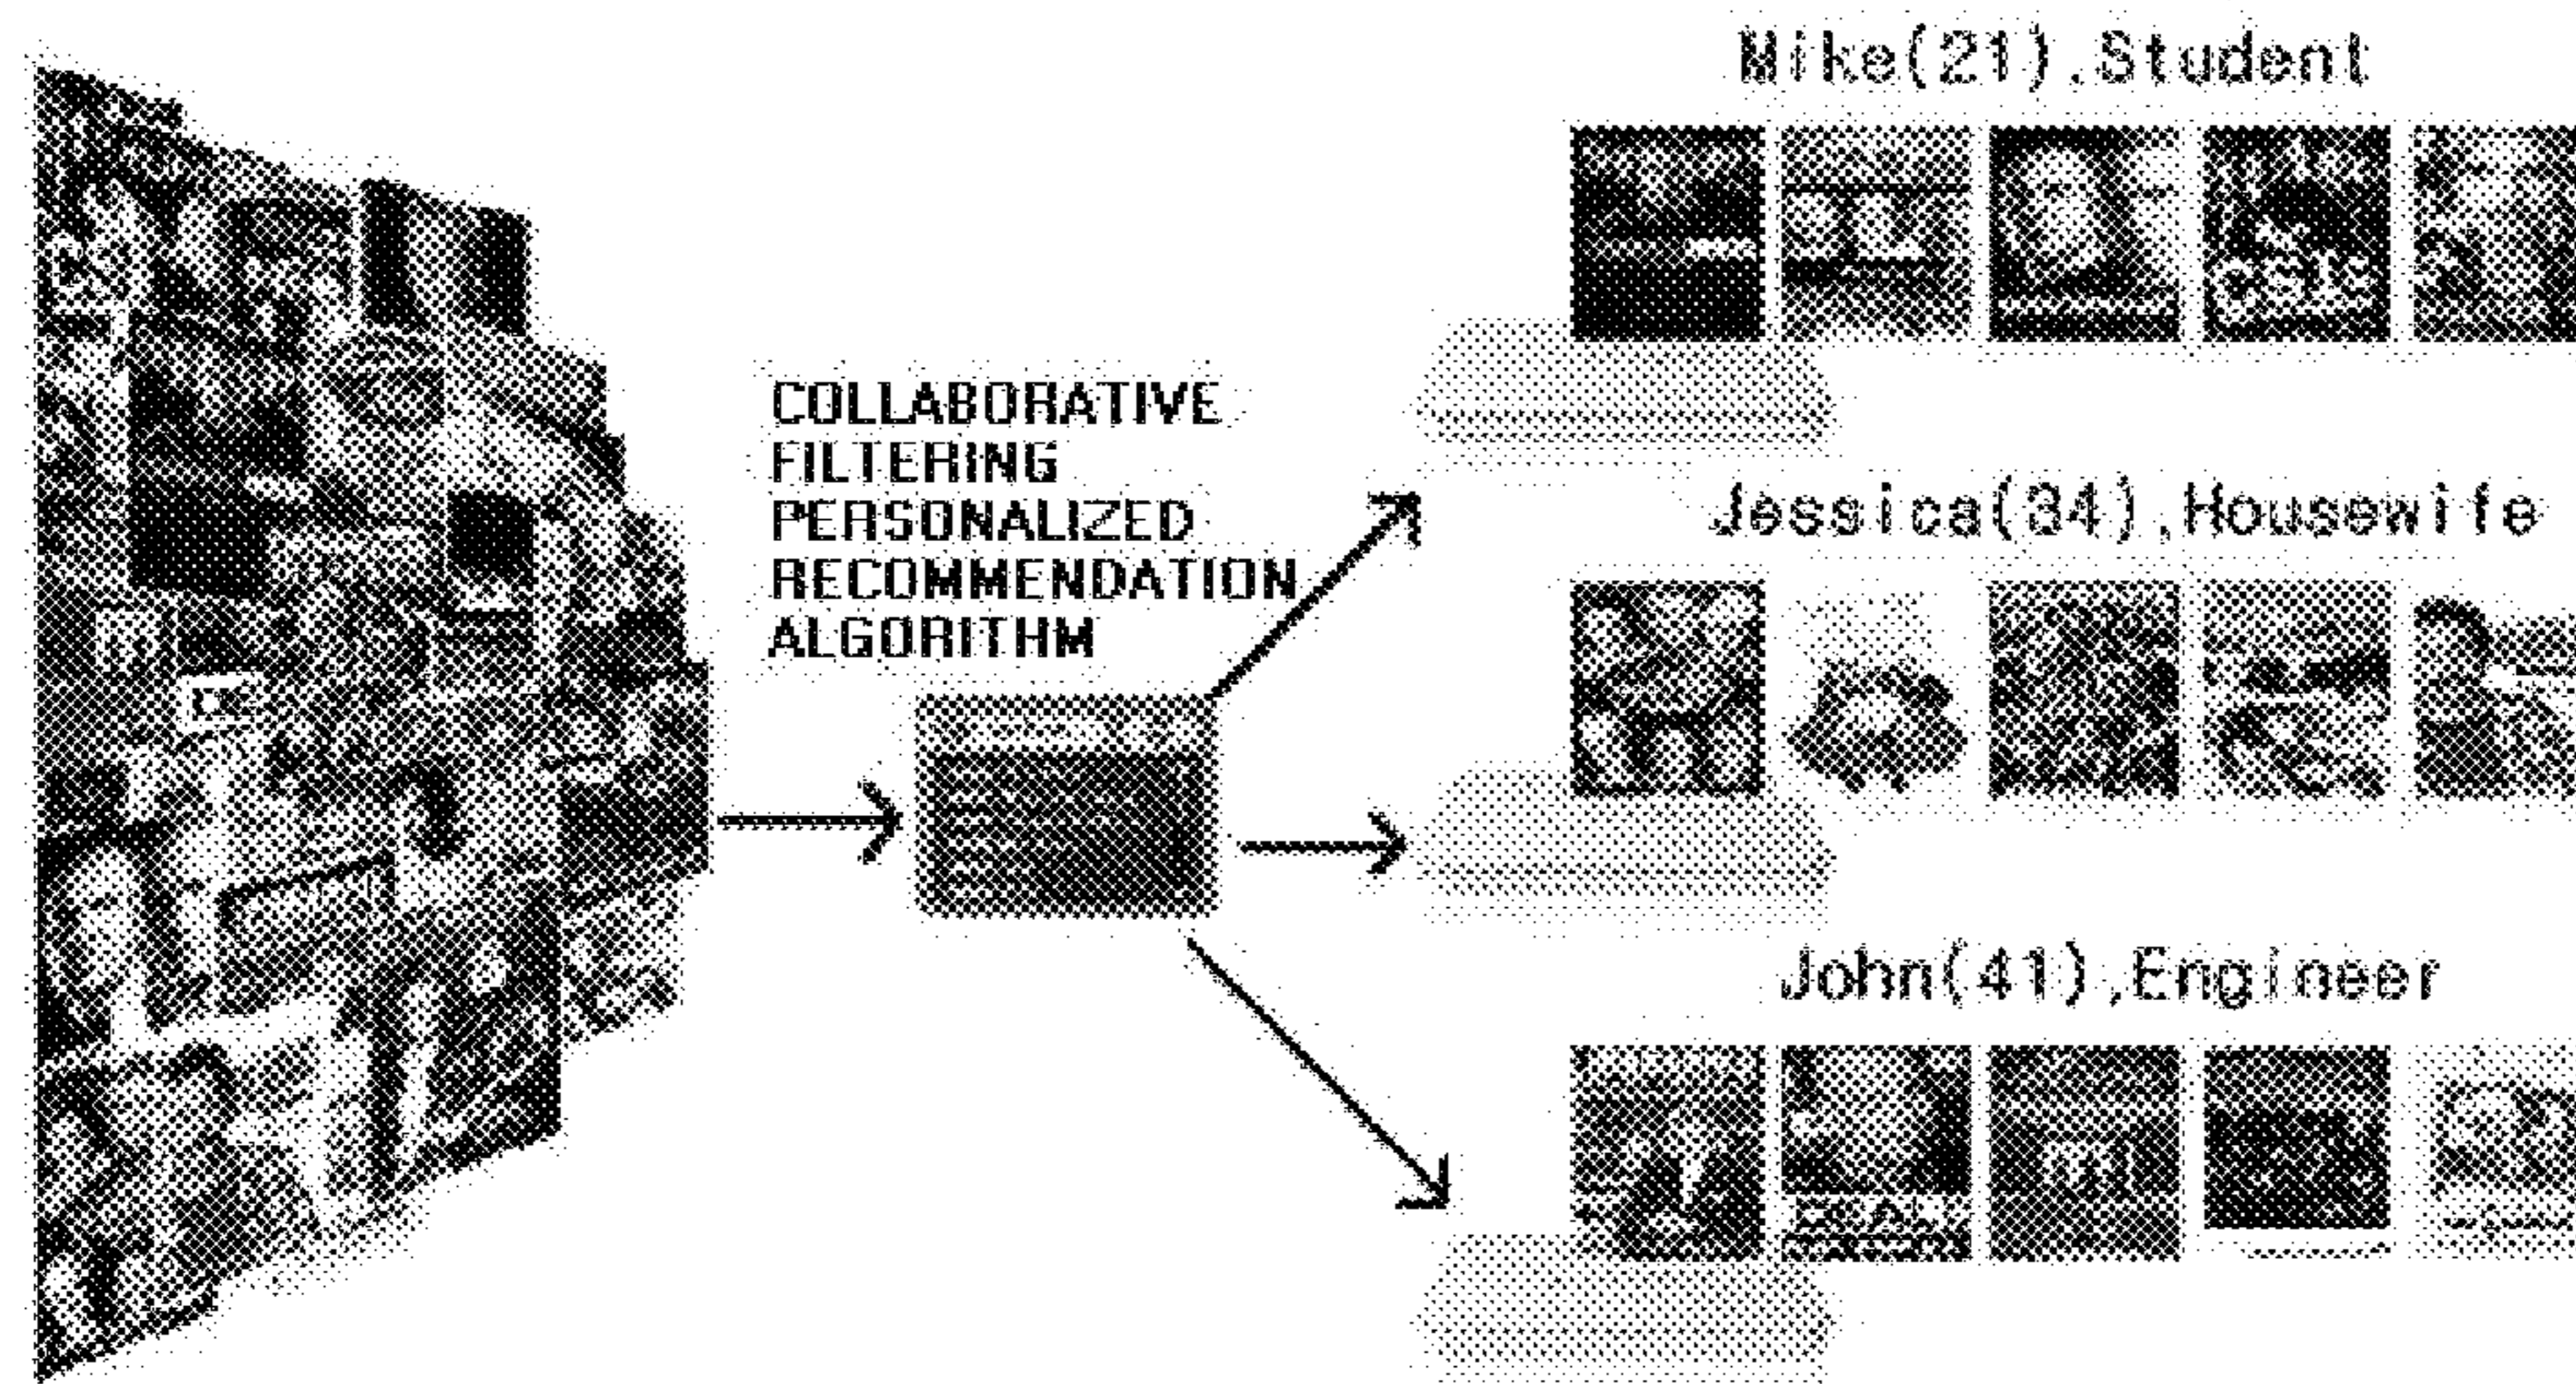 Mike(21),Student
COLLABORATIVE
FILTERING
PERSONALIZED
RECOMMENDATION
ALGORITHM
Jessica(34),Housewife
John(41),Engineer